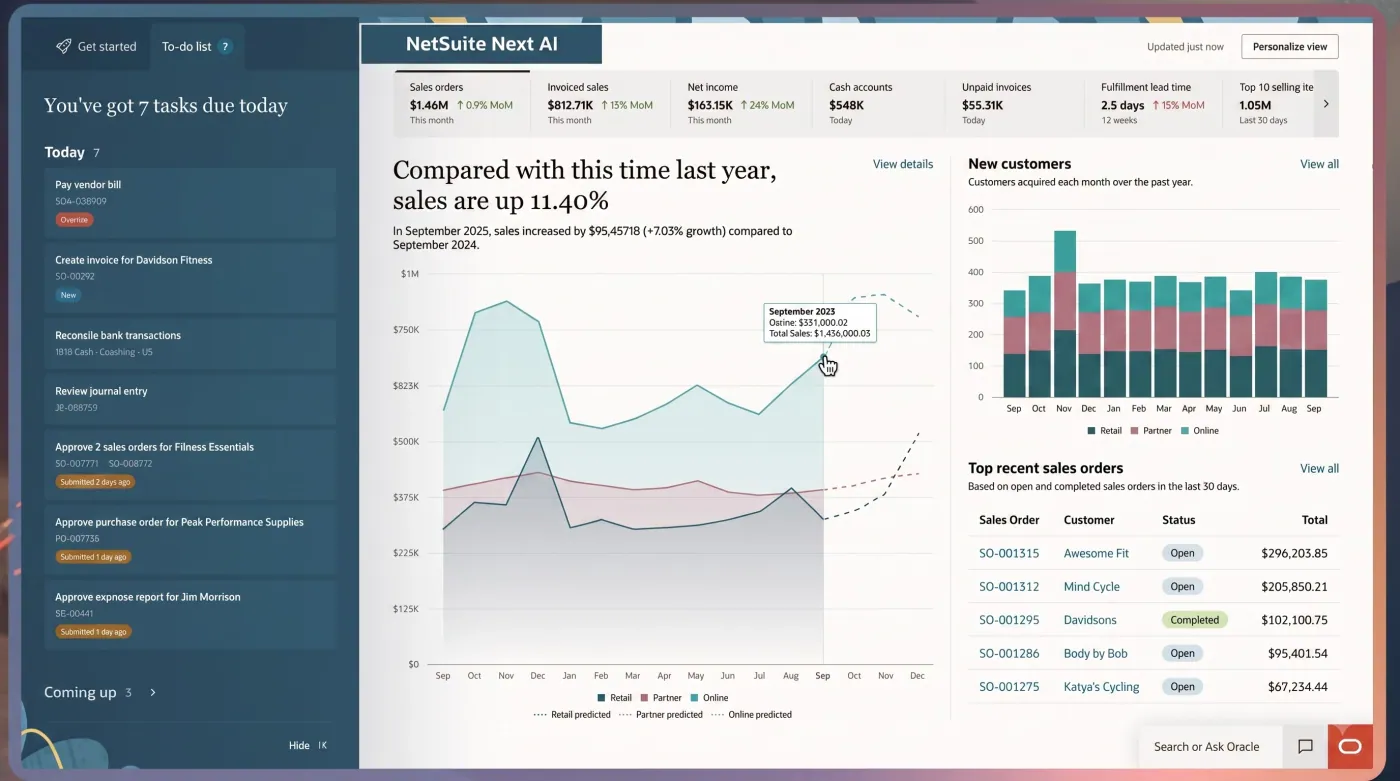 Get started
To-do list ?
You've got 7 tasks due today
Today 7
Pay vendor bill
SO4-038909
Overize
Create invoice for Davidson Fitness
SO-00292
New
Reconcile bank transactions
1818 Cash · Coashing · US
Review journal entry
JE-088759
Approve 2 sales orders for Filness Essentials
SO-007771 SO-008772
Submitted 2 days ago
Approve purchase order for Peak Performance Supplies
PO-007736
Submitted 1 day ago
Approve expnose report for Jim Morrison
SE-00441
Submitted 1 day ago
Coming up 3
Hide
NetSuite Next AI
Updated just now
Personalize view
Sales orders
$1.46M ↑ 0.9% MoM
This month
Invoiced sales
$812.71K ↑ 13% MoM
This month
Net income
$163.15K ↑ 24% MoM
This month
Cash accounts
$548K
Today
Unpaid invoices
$55.31K
Today
Fulfillment lead time
2.5 days ↑ 15% MoM
12 weeks
Top 10 selling ite
1.05M
Last 30 days
Compared with this time last year,
sales are up 11.40%
View details
In September 2025, sales increased by $95,45718 (+7.03% growth) compared to
September 2024.
$1M
$750K
$823K
$500K
$375K
$225K
$125K
$0
September 2023
Ostine: $331,000.02
Total Sales: $1,436,000.03
Sep Oct Nov Dec Jan Feb Mar Apr May Jun Jul Aug Sep Oct Nov Dec
Retail Partner Online
Retail predicted Partner predicted Online predicted
New customers
View all
Customers acquired each month over the past year.
600
500
400
300
200
100
0
Sep Oct Nov Dec Jan Feb Mar Apr May Jun Jul Aug Sep
Retail Partner Online
Top recent sales orders
View all
Based on open and completed sales orders in the last 30 days.
Sales Order Customer Status Total
SO-001315 Awesome Fit Open $296,203.85
SO-001312 Mind Cycle Open $205,850.21
SO-001295 Davidsons Completed $102,100.75
SO-001286 Body by Bob Open $95,401.54
SO-001275 Katya's Cycling Open $67,234.44
Search or Ask Oracle